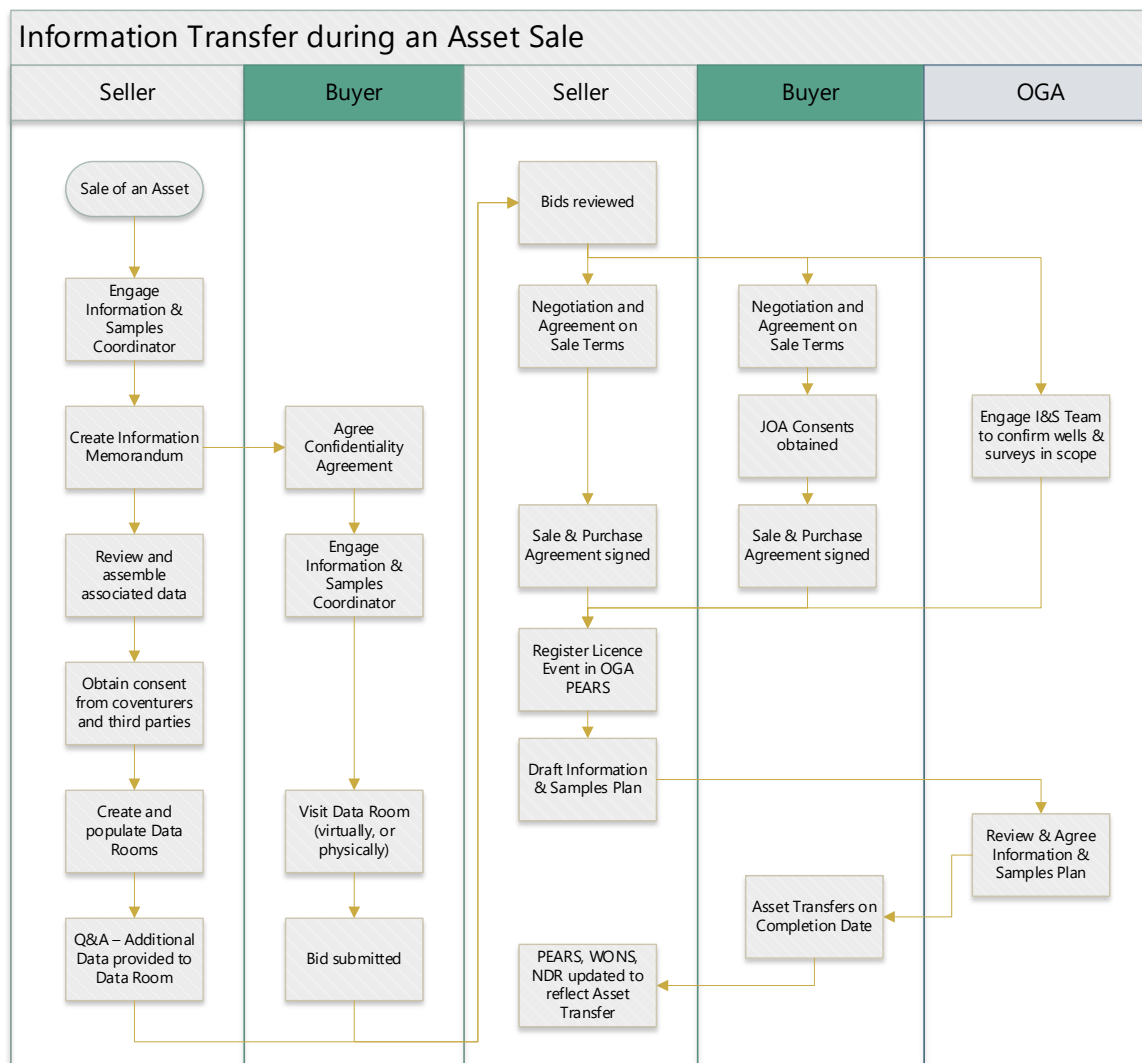 Information Transfer during an Asset Sale
Seller
Buyer
Seller
Buyer
OGA
Sale of an Asset
Engage
Information &
Samples
Coordinator
Create Information
Memorandum
Review and
assemble
associated data
Obtain consent
from coventurers
and third parties
Create and
populate Data
Rooms
Q&A – Additional
Data provided to
Data Room
Agree
Confidentiality
Agreement
Engage
Information &
Samples
Coordinator
Visit Data Room
(virtually, or
physically)
Bid submitted
Bids reviewed
Negotiation and
Agreement on
Sale Terms
Sale & Purchase
Agreement signed
Register Licence
Event in OGA
PEARS
Draft Information
& Samples Plan
PEARS, WONS,
NDR updated to
reflect Asset
Transfer
Negotiation and
Agreement on
Sale Terms
JOA Consents
obtained
Sale & Purchase
Agreement signed
Asset Transfers on
Completion Date
Engage I&S Team
to confirm wells &
surveys in scope
Review & Agree
Information &
Samples Plan